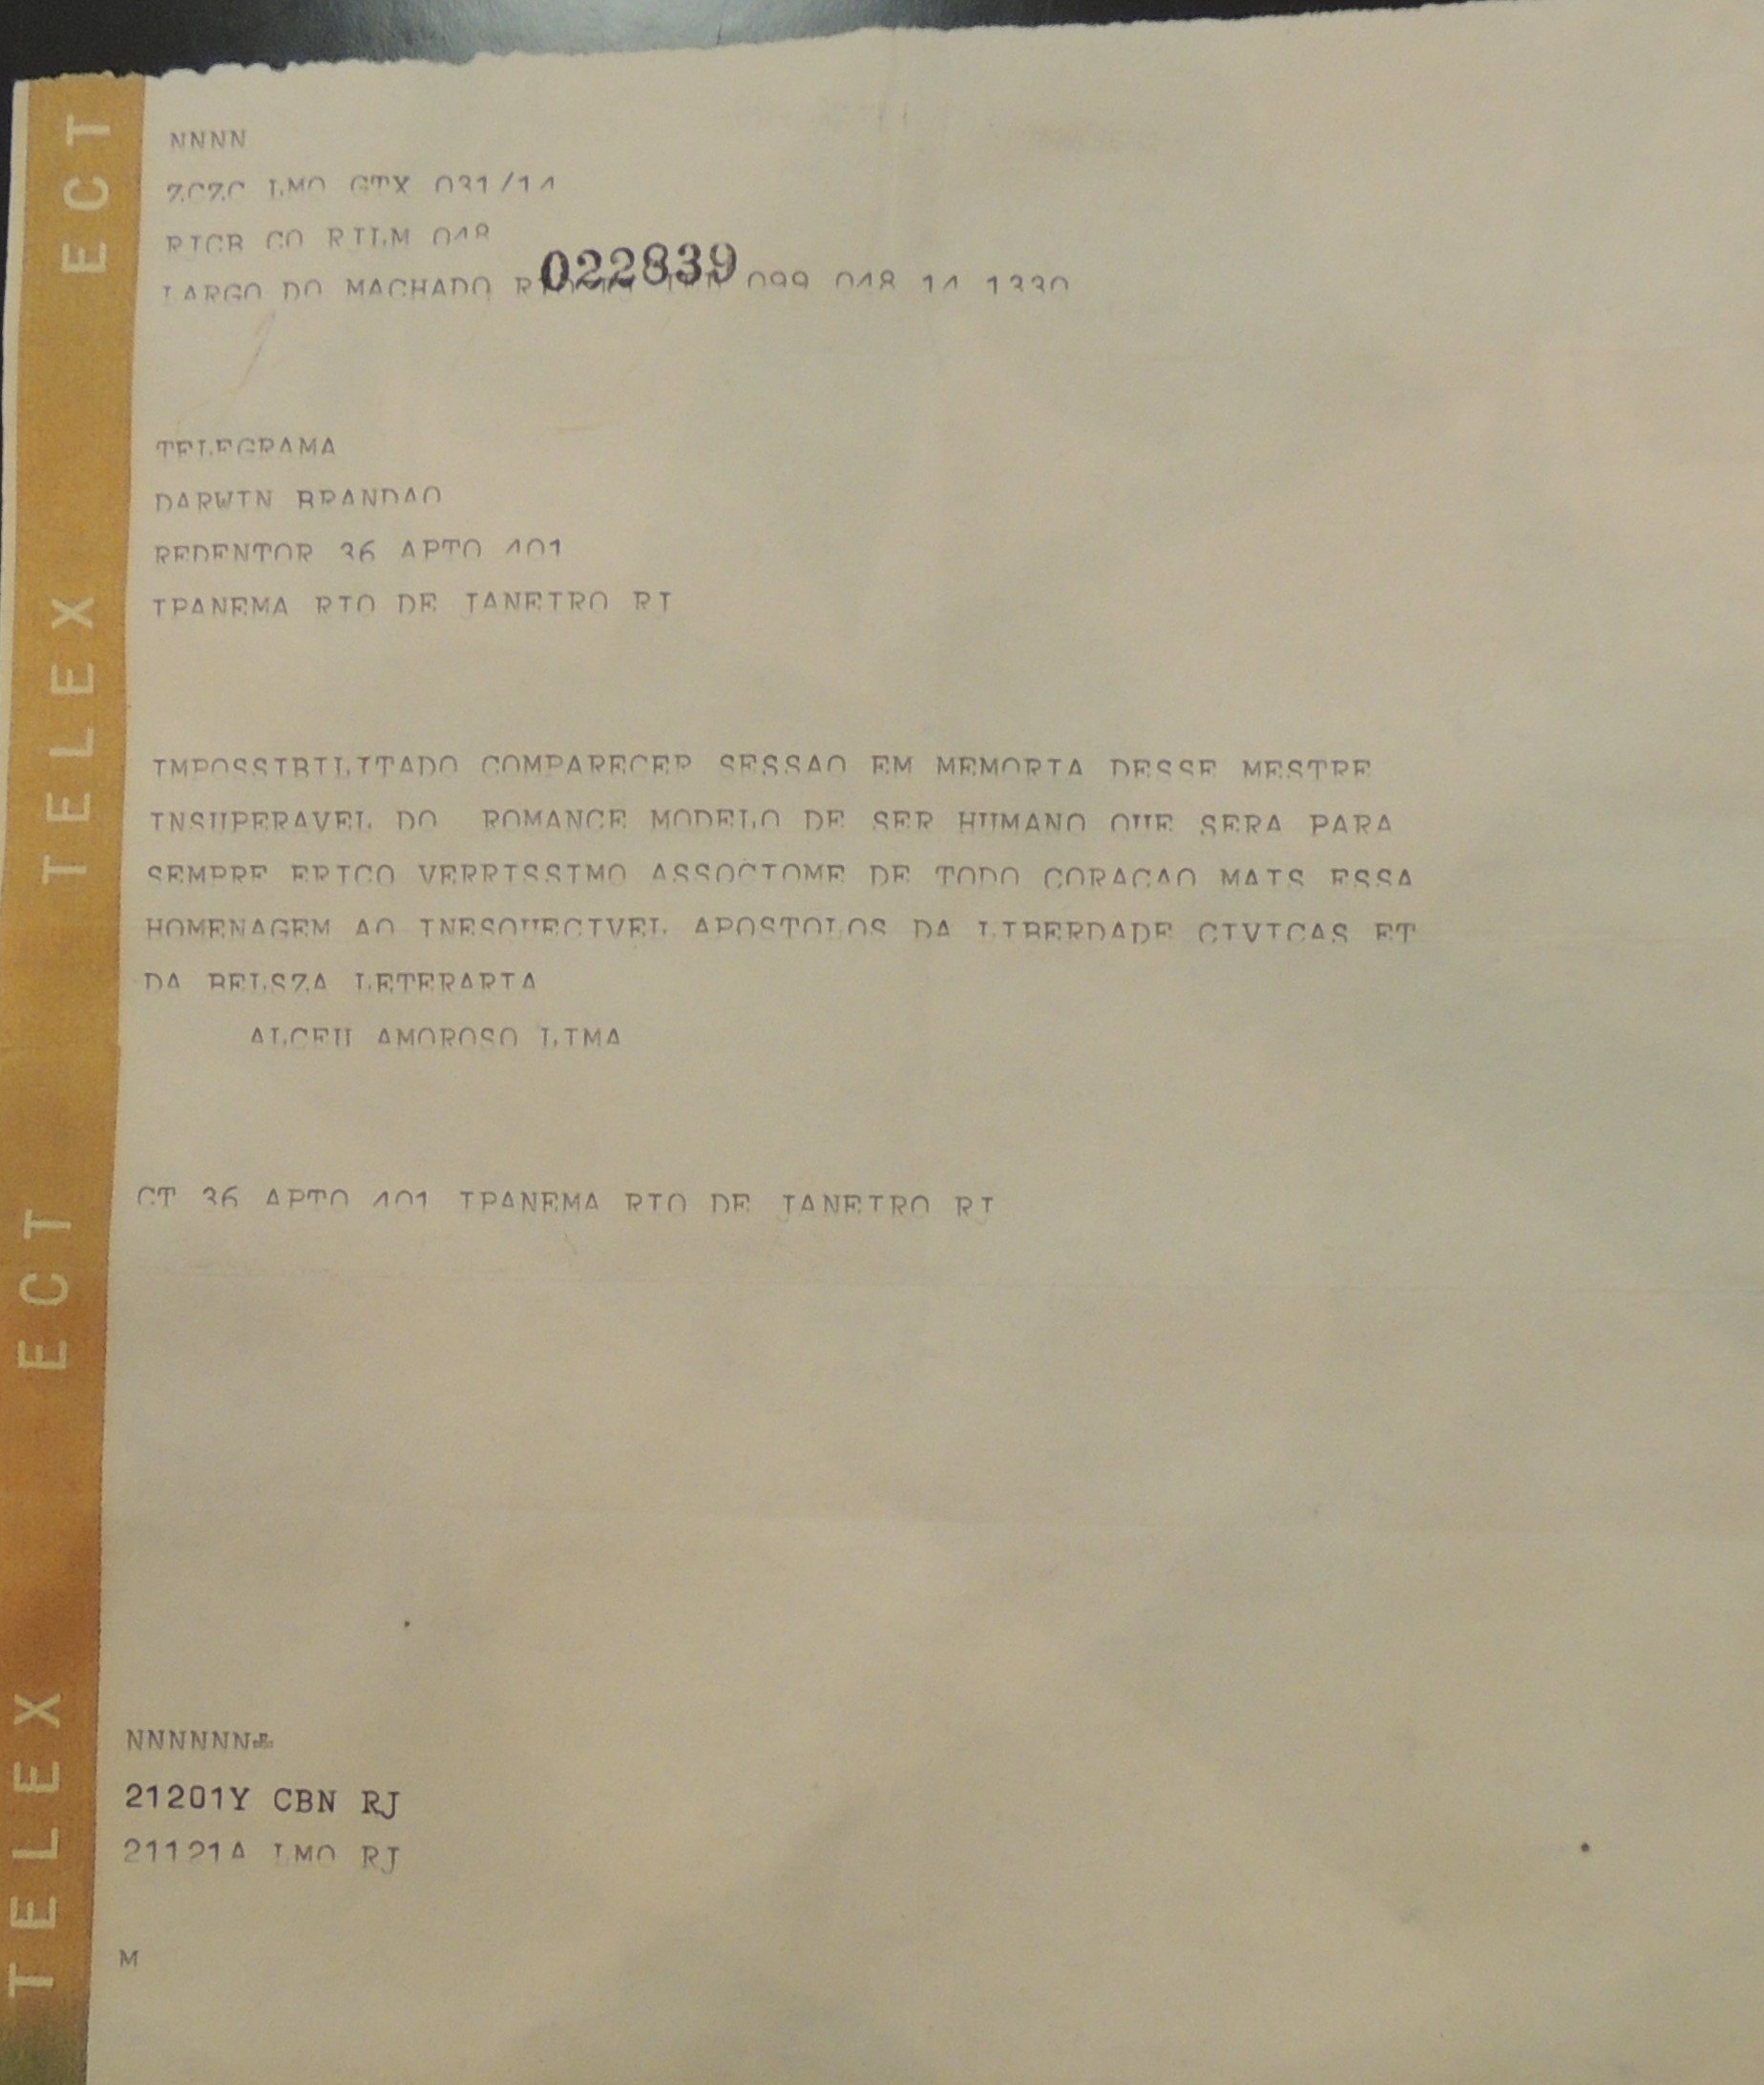 ECT
TELEX
ECT
TELEX
NNNN
ZCZC LMO GTX 031/14
RJCB CO RJLM 048
022839
LARGO DO MACHADO 099 048 14 1330
TELEGRAMA
DARWIN BRANDAO
REDENTOR 36 APTO 401
IPANEMA RIO DE JANEIRO RJ
IMPOSSIBILITADO COMPARECER SESSAO EM MEMORIA DESSE MESTRE
INSUPERAVEL DO ROMANCE MODELO DE SER HUMANO QUE SERA PARA
SEMPRE ERICO VERRISSIMO ASSOCIOME DE TODO CORACAO MAIS ESSA
HOMENAGEM AO INESQUECIVEL APOSTOLOS DA LIBERDADE CIVICAS ET
DA BELSZA LETERARIA
ALCEU AMOROSO LIMA
CT 36 APTO 401 IPANEMA RIO DE JANEIRO RJ
NNNNNN
21201Y CBN RJ
21121A LMO RJ
M